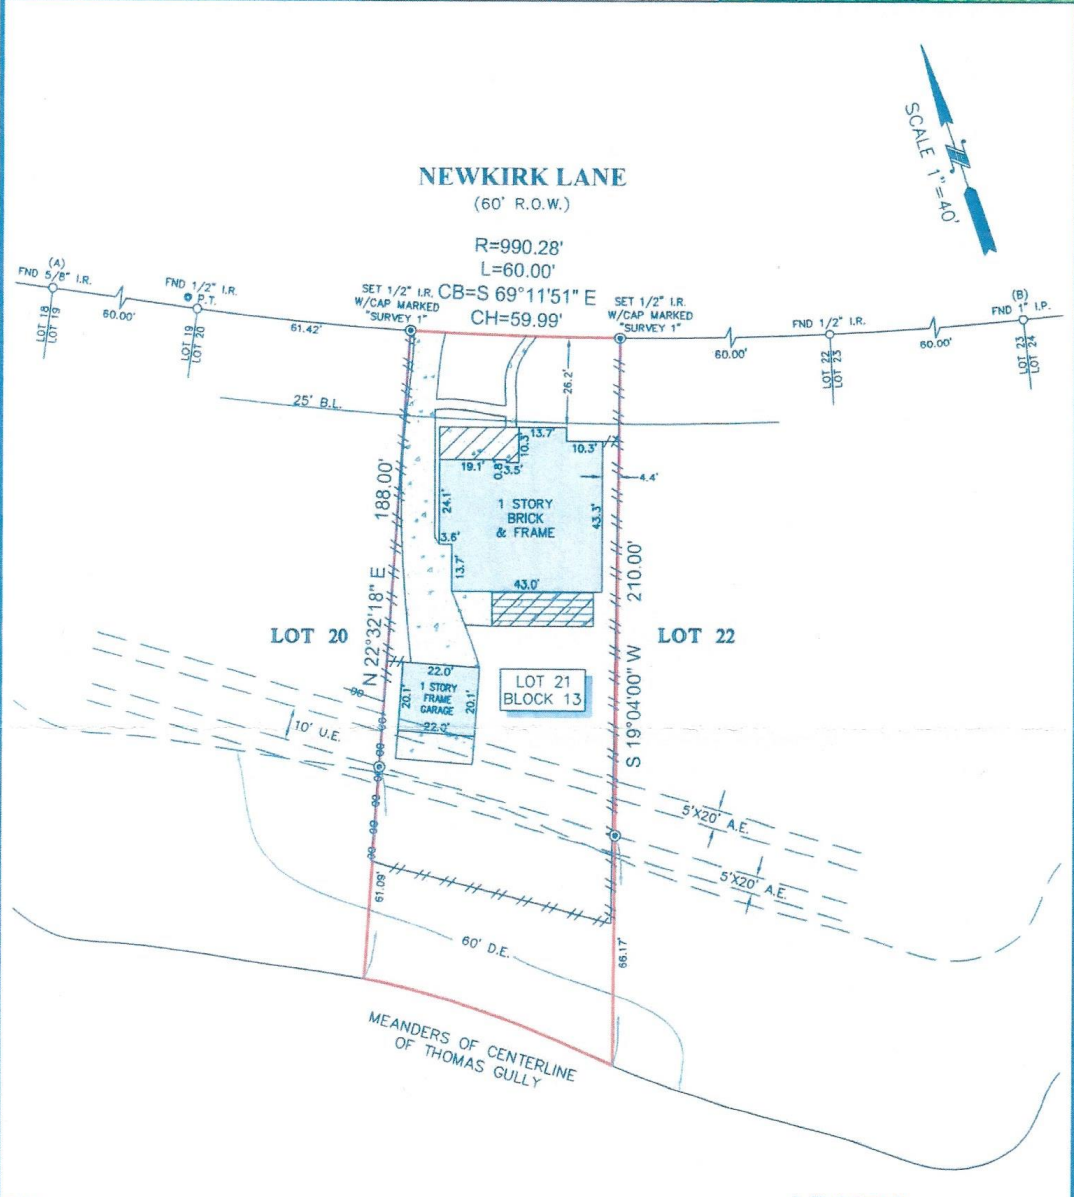 SCALE 1"=40'
NEWKIRK LANE
(60' R.O.W.)
R=990.28'
L=60.00'
CB=S 69°11'51" E
CH=59.99'
(A)
FND 5/8" I.R.
LOT 18
LOT 19
60.00'
FND 1/2" I.R.
P.T.
LOT 19
LOT 20
61.42'
SET 1/2" I.R.
W/CAP MARKED
"SURVEY 1"
SET 1/2" I.R.
W/CAP MARKED
"SURVEY 1"
60.00'
FND 1/2" I.R.
LOT 22
LOT 23
60.00'
(B)
FND 1" I.P.
LOT 23
LOT 24
25' B.L.
26.2'
13.7'
10.3'
10.3'
19.1'
0.8'
3.5'
4.4'
24.1'
1 STORY
BRICK
& FRAME
43.3'
3.6'
13.7'
43.0'
N 22°32'18" E 188.00'
S 19°04'00" W 210.00'
LOT 20
LOT 22
LOT 21
BLOCK 13
22.0'
1 STORY
FRAME
GARAGE
20.1'
20.1'
22.0'
10' U.E.
5'X20' A.E.
5'X20' A.E.
61.09'
66.17'
60' D.E.
MEANDERS OF CENTERLINE
OF THOMAS GULLY